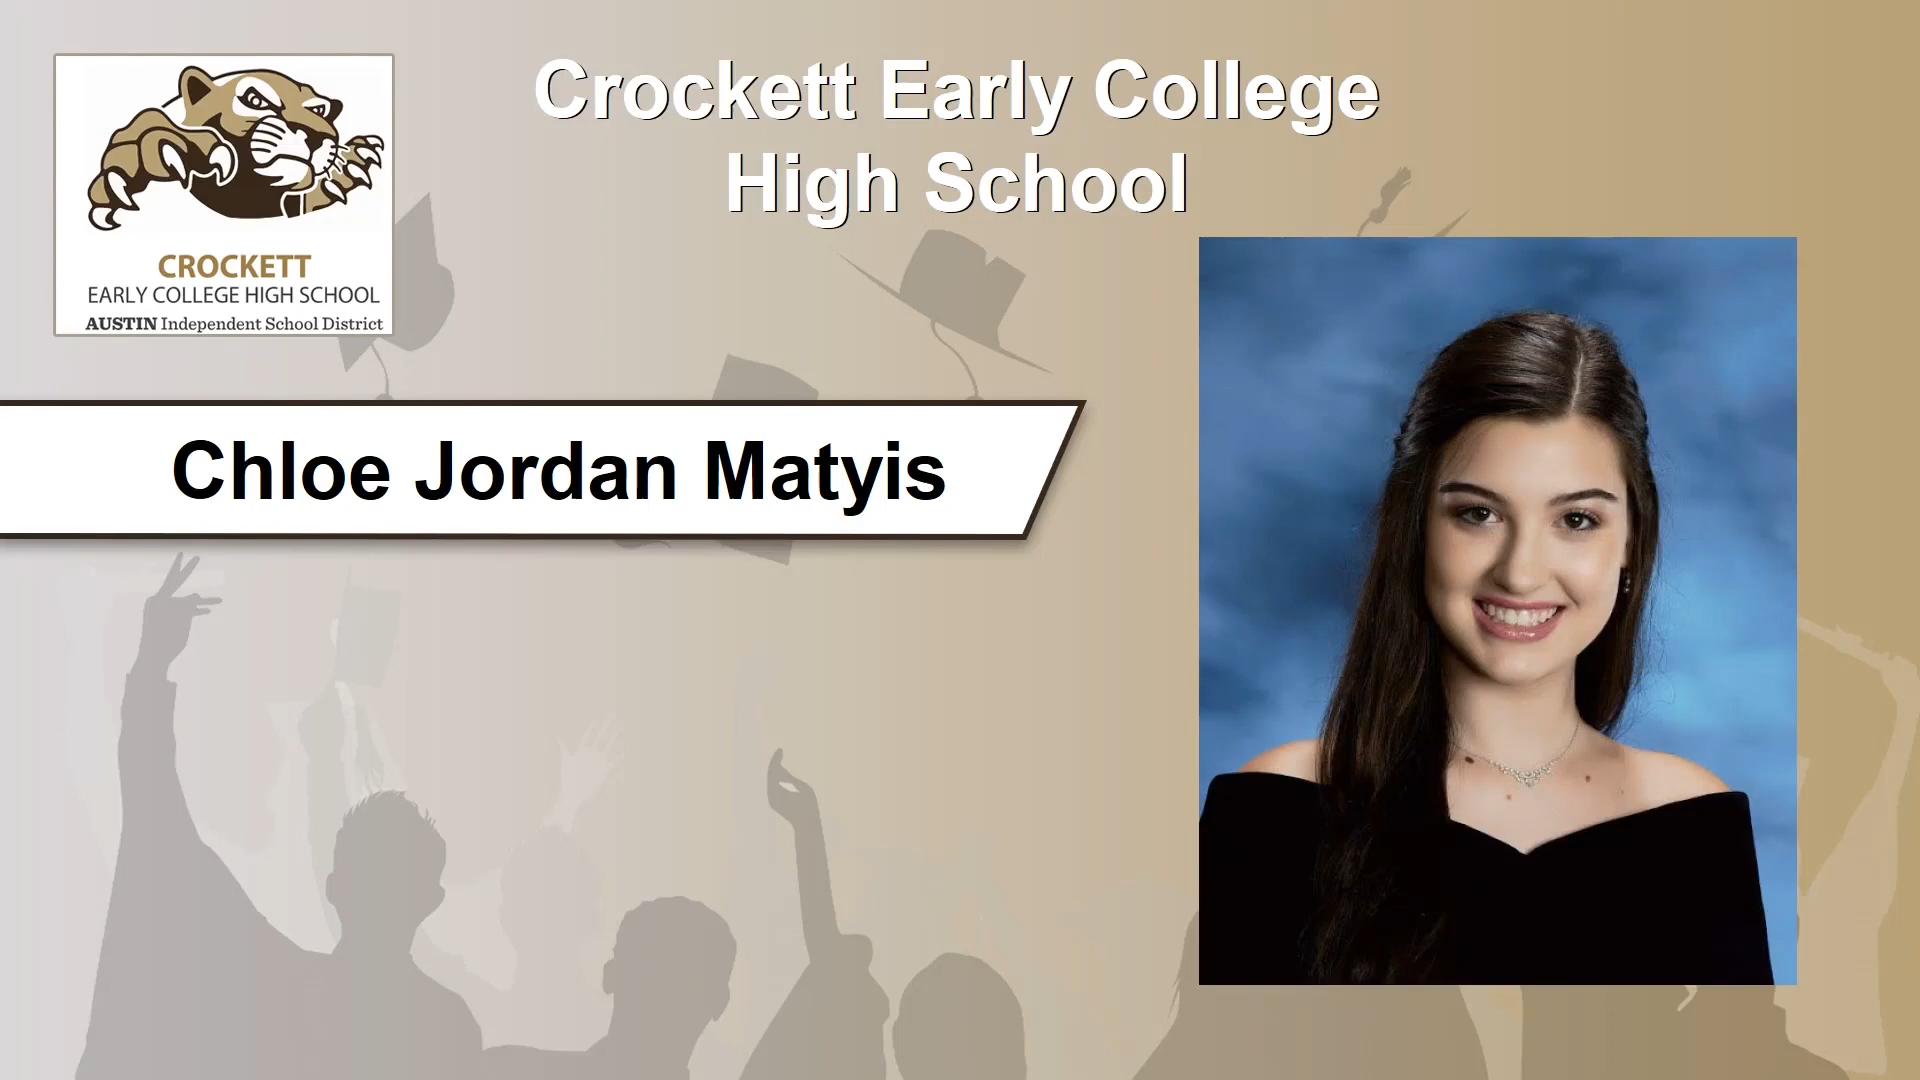 Crockett Early College
High School
CROCKETT
EARLY COLLEGE HIGH SCHOOL
AUSTIN Independent School District
Chloe Jordan Matyis